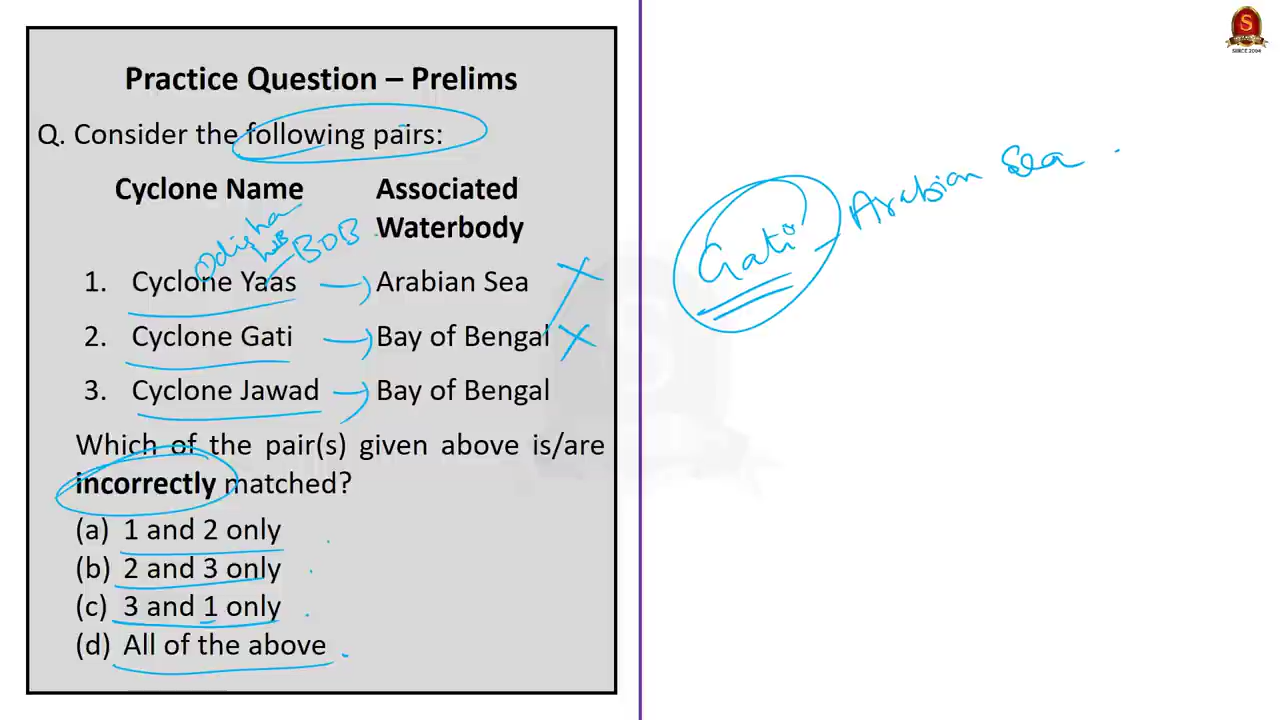 Practice Question – Prelims
Q. Consider the following pairs:
Cyclone Name Associated
Waterbody
Odisha
WB
BOB
1. Cyclone Yaas Arabian Sea
2. Cyclone Gati Bay of Bengal
3. Cyclone Jawad Bay of Bengal
Which of the pair(s) given above is/are
incorrectly matched?
(a) 1 and 2 only
(b) 2 and 3 only
(c) 3 and 1 only
(d) All of the above
Gati – Arabian Sea
S
SINCE 2004